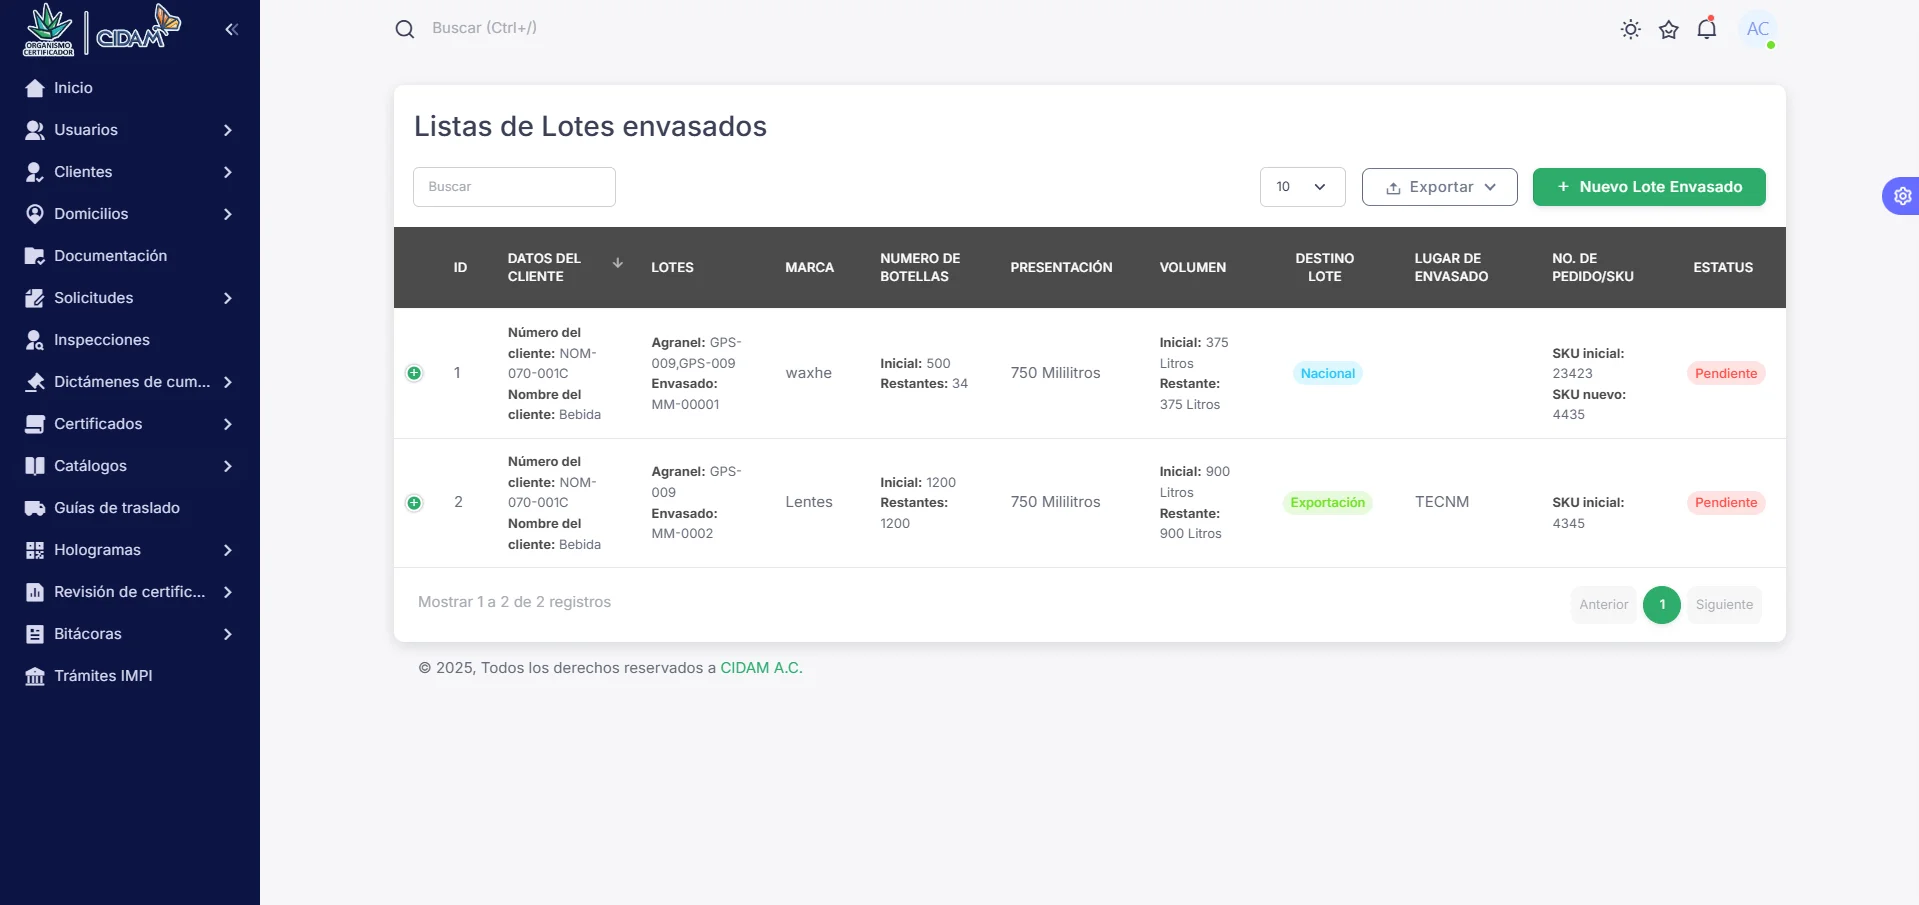 ORGANISMO
CERTIFICADOR
CIDAM
Inicio
Usuarios
Clientes
Domicilios
Documentación
Solicitudes
Inspecciones
Dictámenes de cum...
Certificados
Catálogos
Guías de traslado
Hologramas
Revisión de certific...
Bitácoras
Trámites IMPI
Buscar (Ctrl+/)
AC
Listas de Lotes envasados
Buscar
10
Exportar
+ Nuevo Lote Envasado
ID
DATOS DEL
CLIENTE
LOTES
MARCA
NUMERO DE
BOTELLAS
PRESENTACIÓN
VOLUMEN
DESTINO
LOTE
LUGAR DE
ENVASADO
NO. DE
PEDIDO/SKU
ESTATUS
1
Número del
cliente: NOM-
070-001C
Nombre del
cliente: Bebida
Agranel: GPS-
009,GPS-009
Envasado:
MM-00001
waxhe
Inicial: 500
Restantes: 34
750 Mililitros
Inicial: 375
Litros
Restante:
375 Litros
Nacional
SKU inicial:
23423
SKU nuevo:
4435
Pendiente
2
Número del
cliente: NOM-
070-001C
Nombre del
cliente: Bebida
Agranel: GPS-
009
Envasado:
MM-0002
Lentes
Inicial: 1200
Restantes:
1200
750 Mililitros
Inicial: 900
Litros
Restante:
900 Litros
Exportación
TECNM
SKU inicial:
4345
Pendiente
Mostrar 1 a 2 de 2 registros
Anterior
1
Siguiente
© 2025, Todos los derechos reservados a CIDAM A.C.